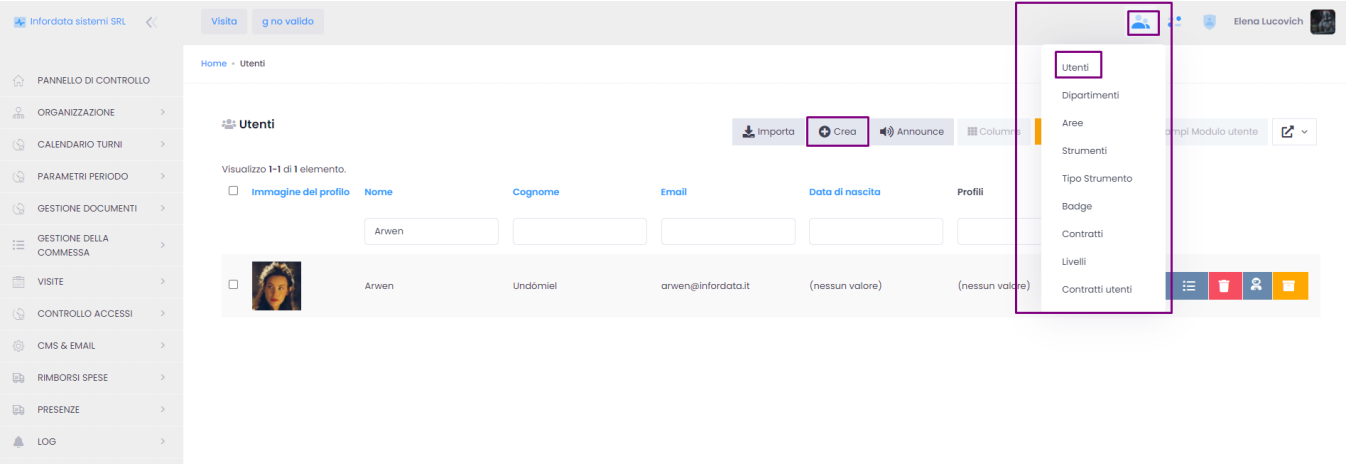 Infordata sistemi SRL
Visita
g no valido
Elena Lucovich
PANNELLO DI CONTROLLO
ORGANIZZAZIONE
CALENDARIO TURNI
PARAMETRI PERIODO
GESTIONE DOCUMENTI
GESTIONE DELLA
COMMESSA
VISITE
CONTROLLO ACCESSI
CMS & EMAIL
RIMBORSI SPESE
PRESENZE
LOG
Home
Utenti
Utenti
Importa
Crea
Announce
Columns
mpi Modulo utente
Visualizzo 1-1 di 1 elemento.
Immagine del profilo
Nome
Cognome
Email
Data di nascita
Profili
Arwen
Arwen
Undómiel
arwen@infordata.it
(nessun valore)
(nessun valore)
Utenti
Dipartimenti
Aree
Strumenti
Tipo Strumento
Badge
Contratti
Livelli
Contratti utenti